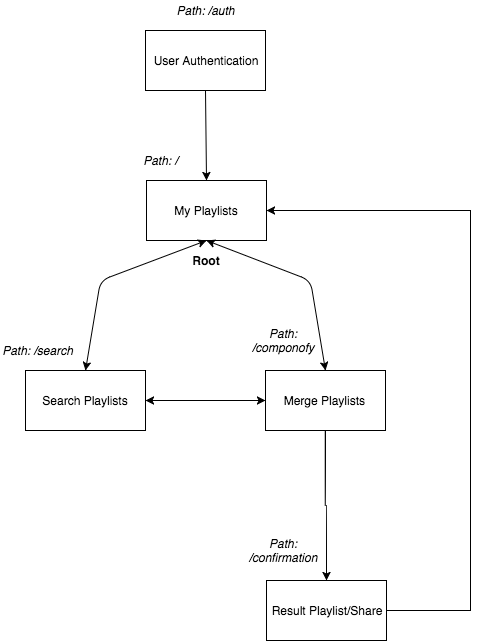 Path: /auth
User Authentication
Path: /
My Playlists
Root
Path: /search
Path:
/componofy
Search Playlists
Merge Playlists
Path:
/confirmation
Result Playlist/Share